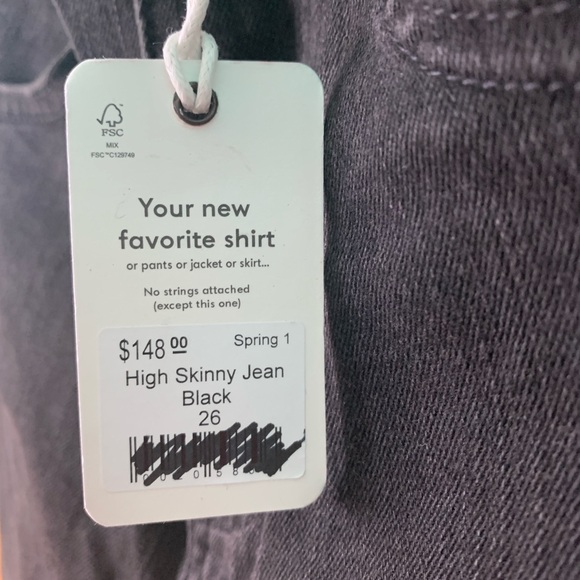 FSC
MIX
FSC™C129749
Your new
favorite shirt
or pants or jacket or skirt...
No strings attached
(except this one)
$148.00 Spring 1
High Skinny Jean
Black
26